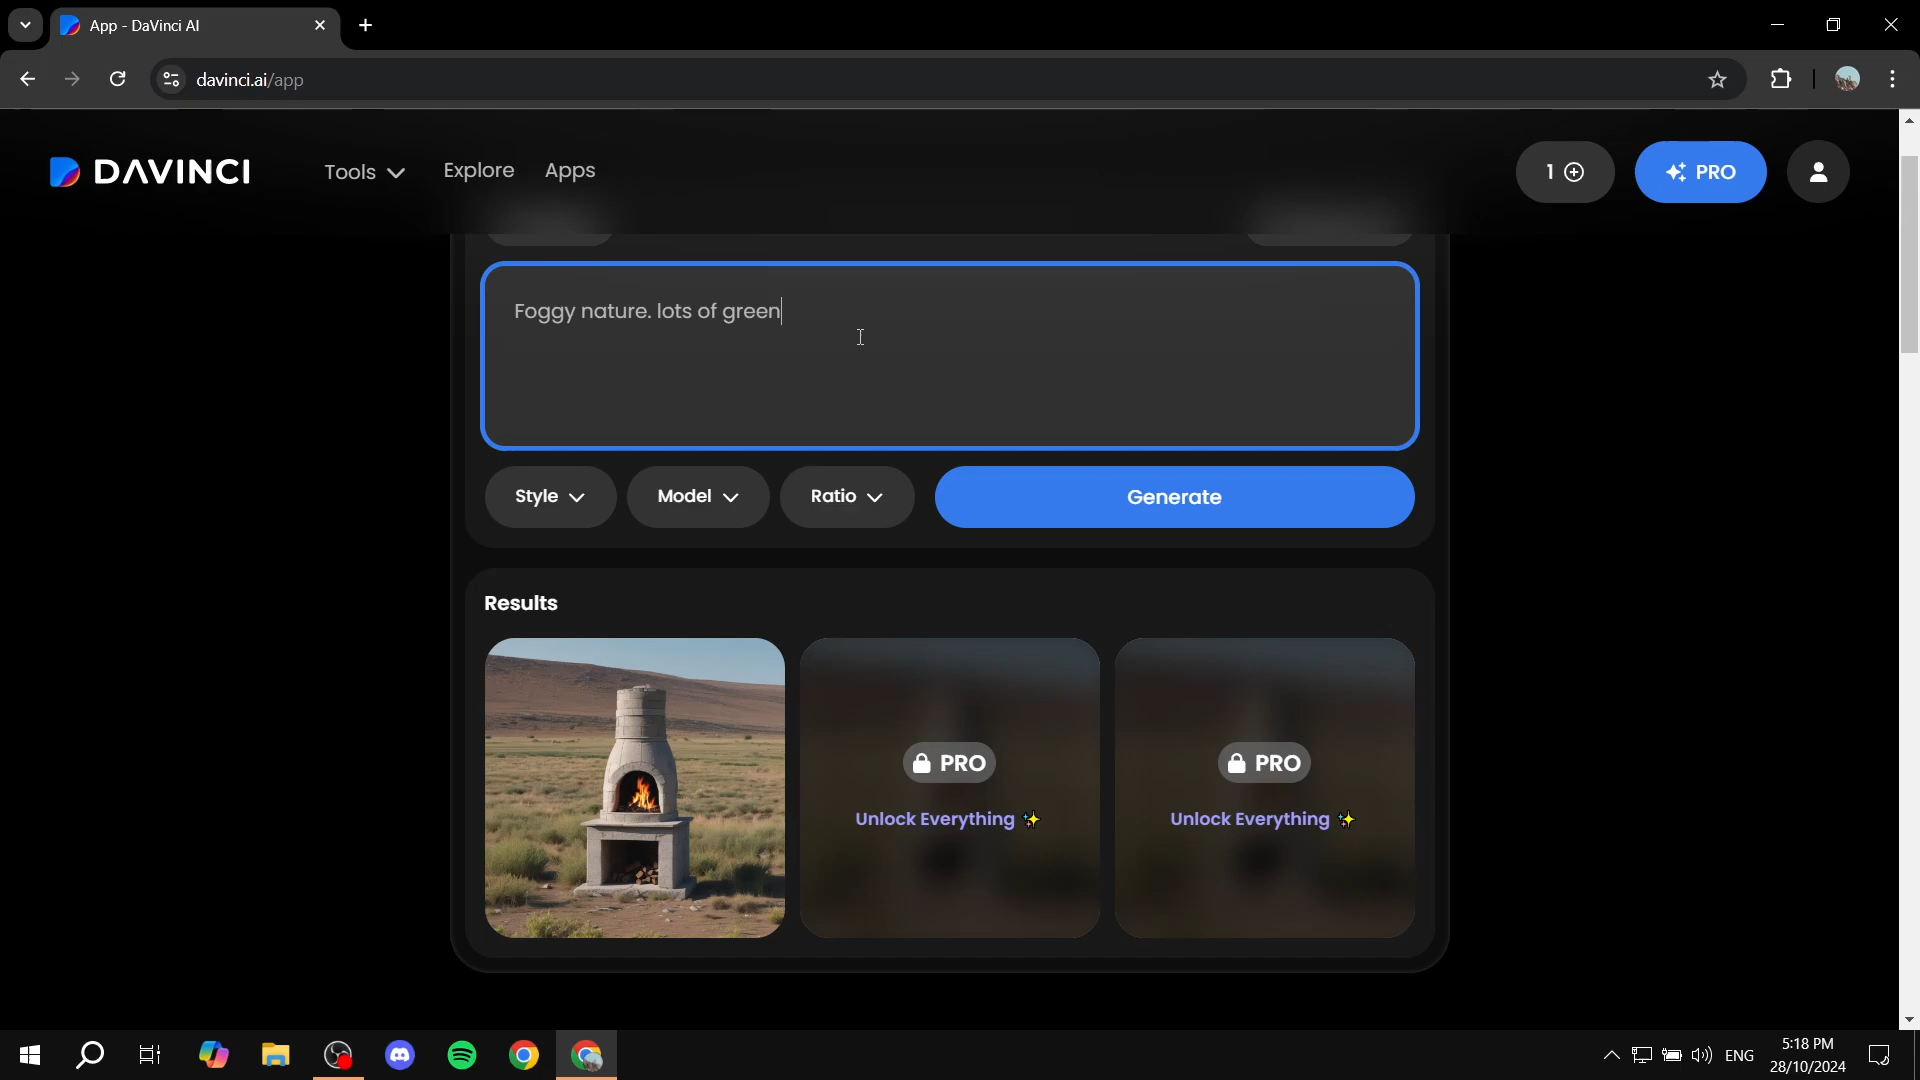 App - DaVinci AI
davinci.ai/app
DAVINCI
Tools
Explore
Apps
1
PRO
Foggy nature. lots of green
Style
Model
Ratio
Generate
Results
PRO
Unlock Everything ✨
PRO
Unlock Everything ✨
ENG
5:18 PM
28/10/2024